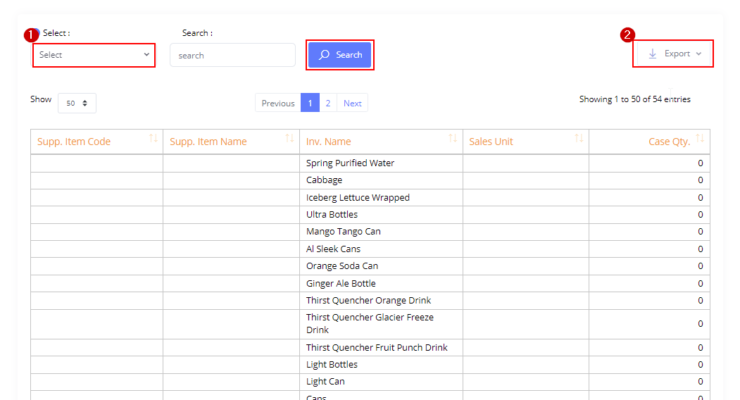 1 Select : Search : 2
Select search Search Export
Show 50 Previous 1 2 Next Showing 1 to 50 of 54 entries
Supp. Item Code Supp. Item Name Inv. Name Sales Unit Case Qty.
Spring Purified Water 0
Cabbage 0
Iceberg Lettuce Wrapped 0
Ultra Bottles 0
Mango Tango Can 0
Al Sleek Cans 0
Orange Soda Can 0
Ginger Ale Bottle 0
Thirst Quencher Orange Drink 0
Thirst Quencher Glacier Freeze
Drink 0
Thirst Quencher Fruit Punch Drink 0
Light Bottles 0
Light Can 0
Cans 0